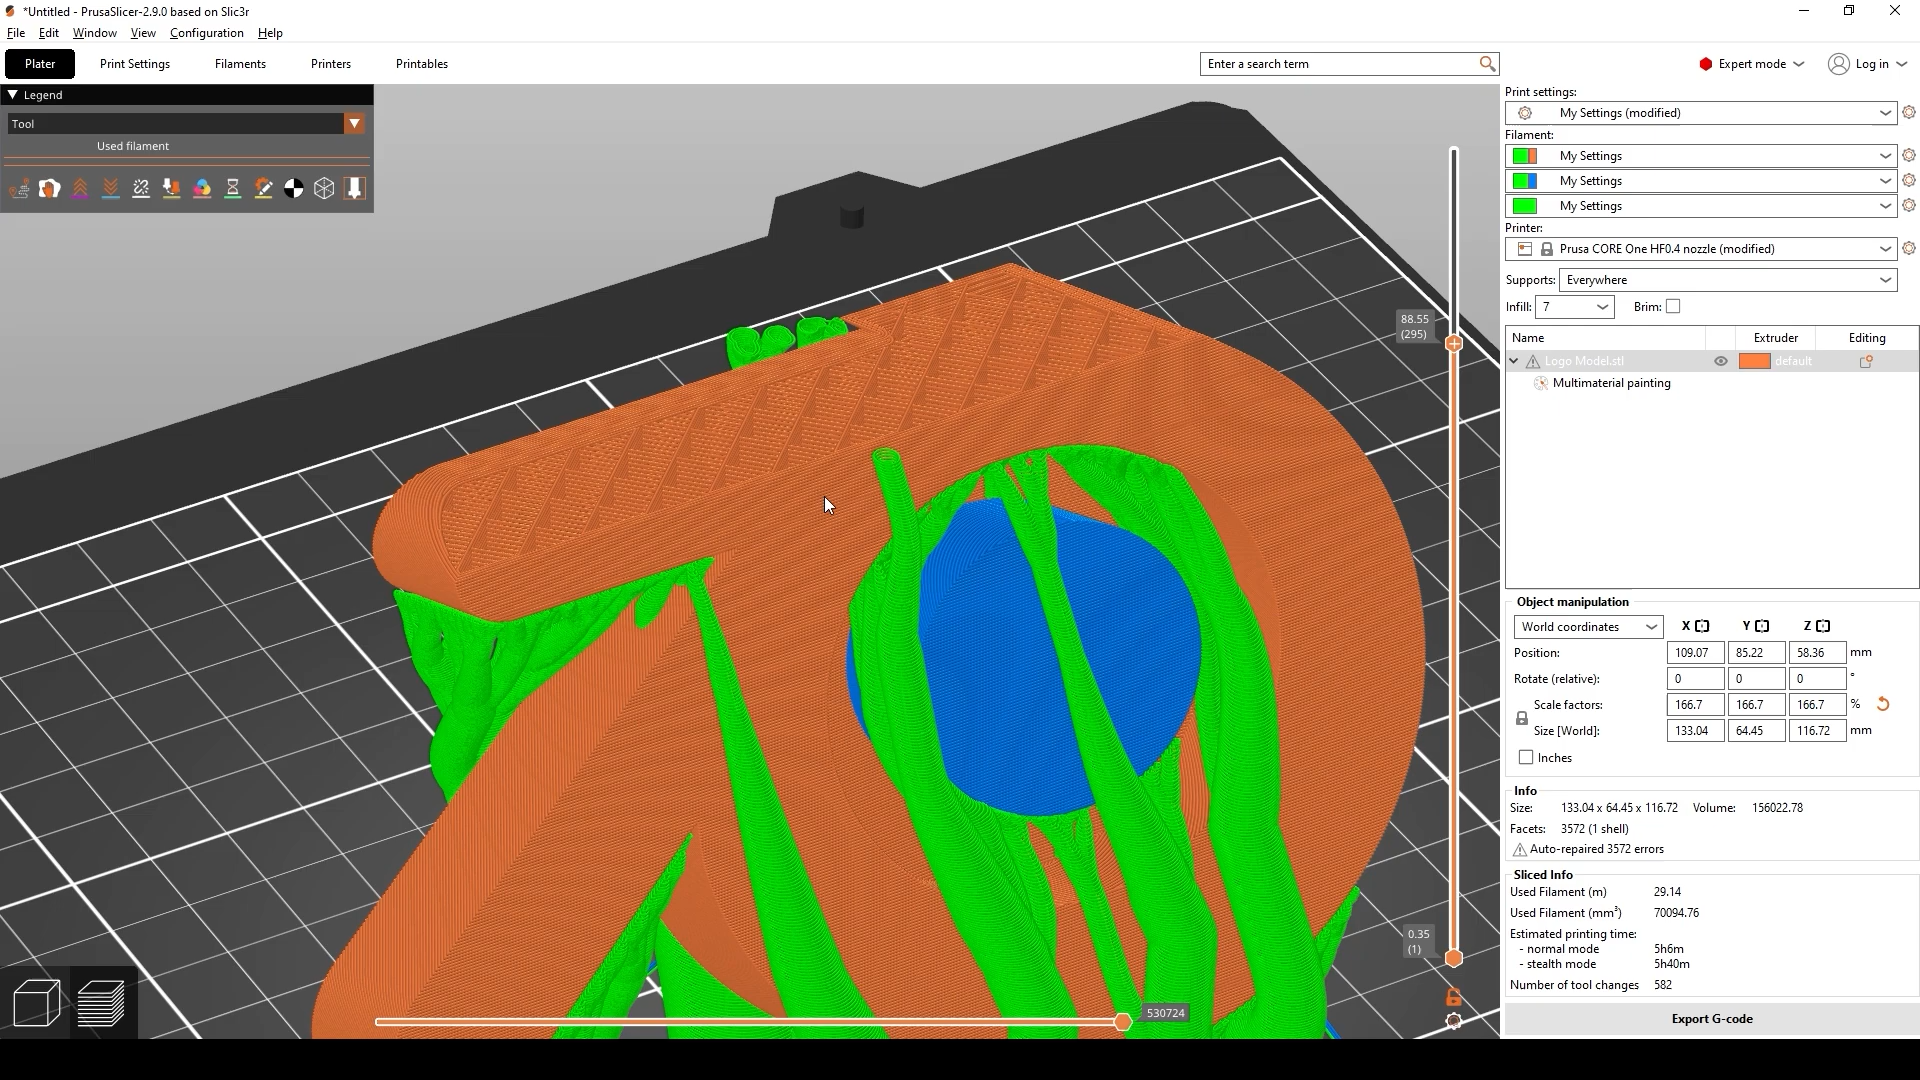 *Untitled - PrusaSlicer-2.9.0 based on Slic3r
File Edit Window View Configuration Help
Plater Print Settings Filaments Printers Printables
Enter a search term
Expert mode
Log in
Legend
Tool
Used filament
88.55
(295)
0.35
(1)
530724
Print settings:
My Settings (modified)
Filament:
My Settings
My Settings
My Settings
Printer:
Prusa CORE One HF0.4 nozzle (modified)
Supports: Everywhere
Infill: 7 Brim:
Name Extruder Editing
Logo Model.stl default
Multimaterial painting
Object manipulation
World coordinates X Y Z
Position: 109.07 85.22 58.36 mm
Rotate (relative): 0 0 0 °
Scale factors: 166.7 166.7 166.7 %
Size [World]: 133.04 64.45 116.72 mm
Inches
Info
Size: 133.04 x 64.45 x 116.72 Volume: 156022.78
Facets: 3572 (1 shell)
Auto-repaired 3572 errors
Sliced Info
Used Filament (m) 29.14
Used Filament (mm³) 70094.76
Estimated printing time:
- normal mode 5h6m
- stealth mode 5h40m
Number of tool changes 582
Export G-code